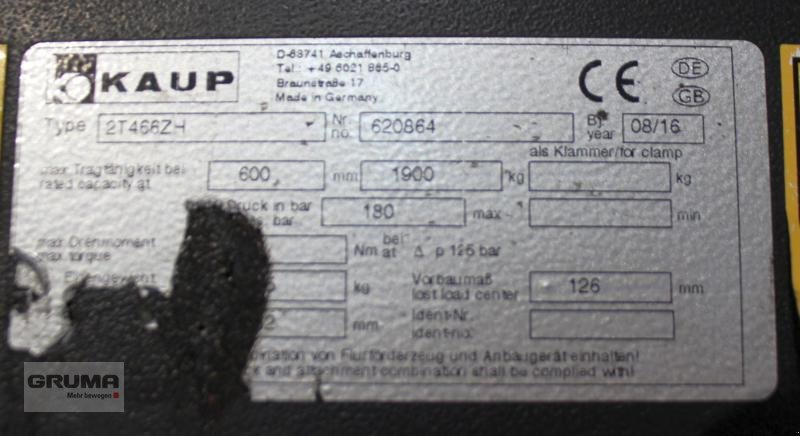 KAUP
D-63741 Aschaffenburg
Tel.: +49 6021 865-0
Braunstraße 17
Made in Germany
CE
DE
GB
Type 2T466ZH
Nr no. 620864
Bj year 08/16
als Klammer/for clamp
max Tragfähigkeit bei
rated capacity at
600 mm 1900 kg
kg
Druck in bar
bar
180 max
min
max Drehmoment
max. torque
Nm bei at Δ p 125 bar
Eigengewicht
kg
Vorbaumaß
lost load center
126 mm
2 mm
Ident-Nr.
ident-no.
von Flurförderzeug und Anbaugerät einhalten!
and attachment combination shall be complied with!
GRUMA
Mehr bewegen